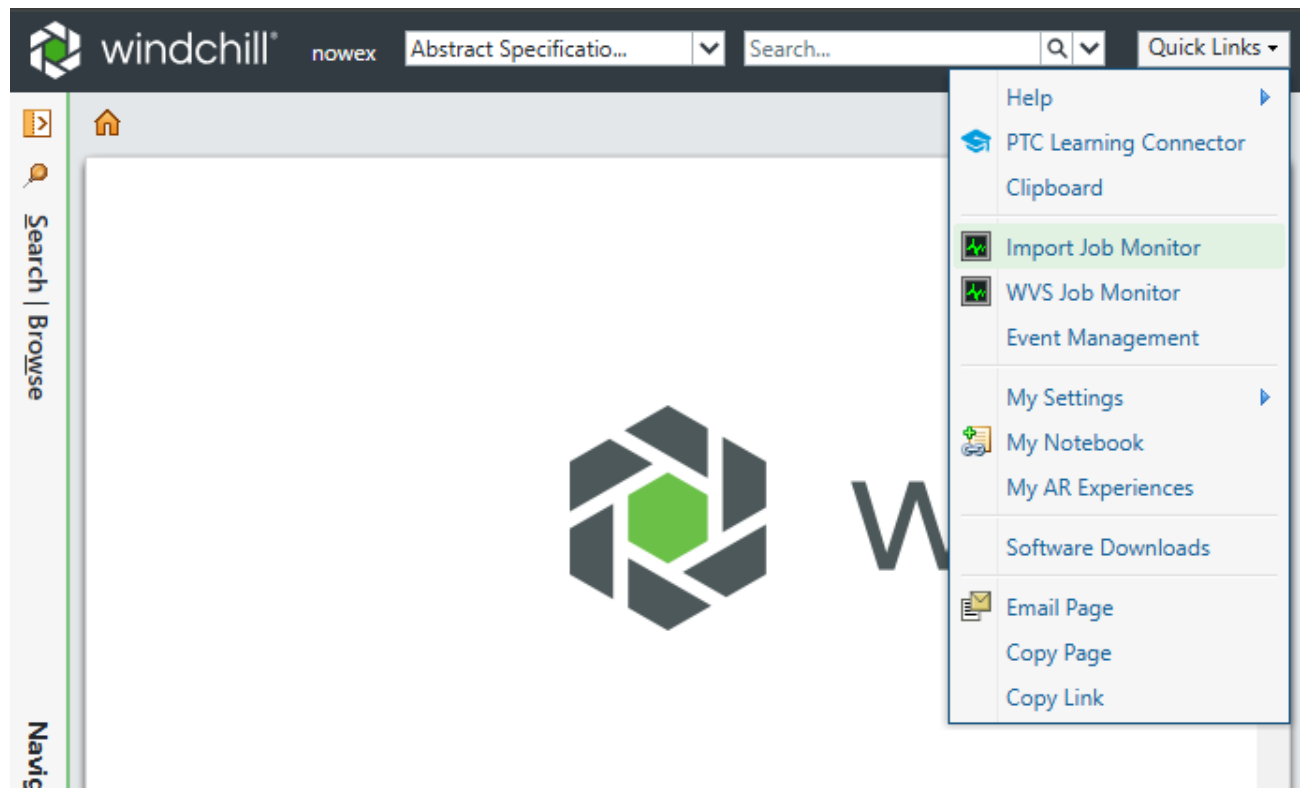 windchill® nowex Abstract Specificatio... Search... Quick Links
Help
PTC Learning Connector
Clipboard
Import Job Monitor
WVS Job Monitor
Event Management
My Settings
My Notebook
My AR Experiences
Software Downloads
Email Page
Copy Page
Copy Link
Search | Browse
Navig
w